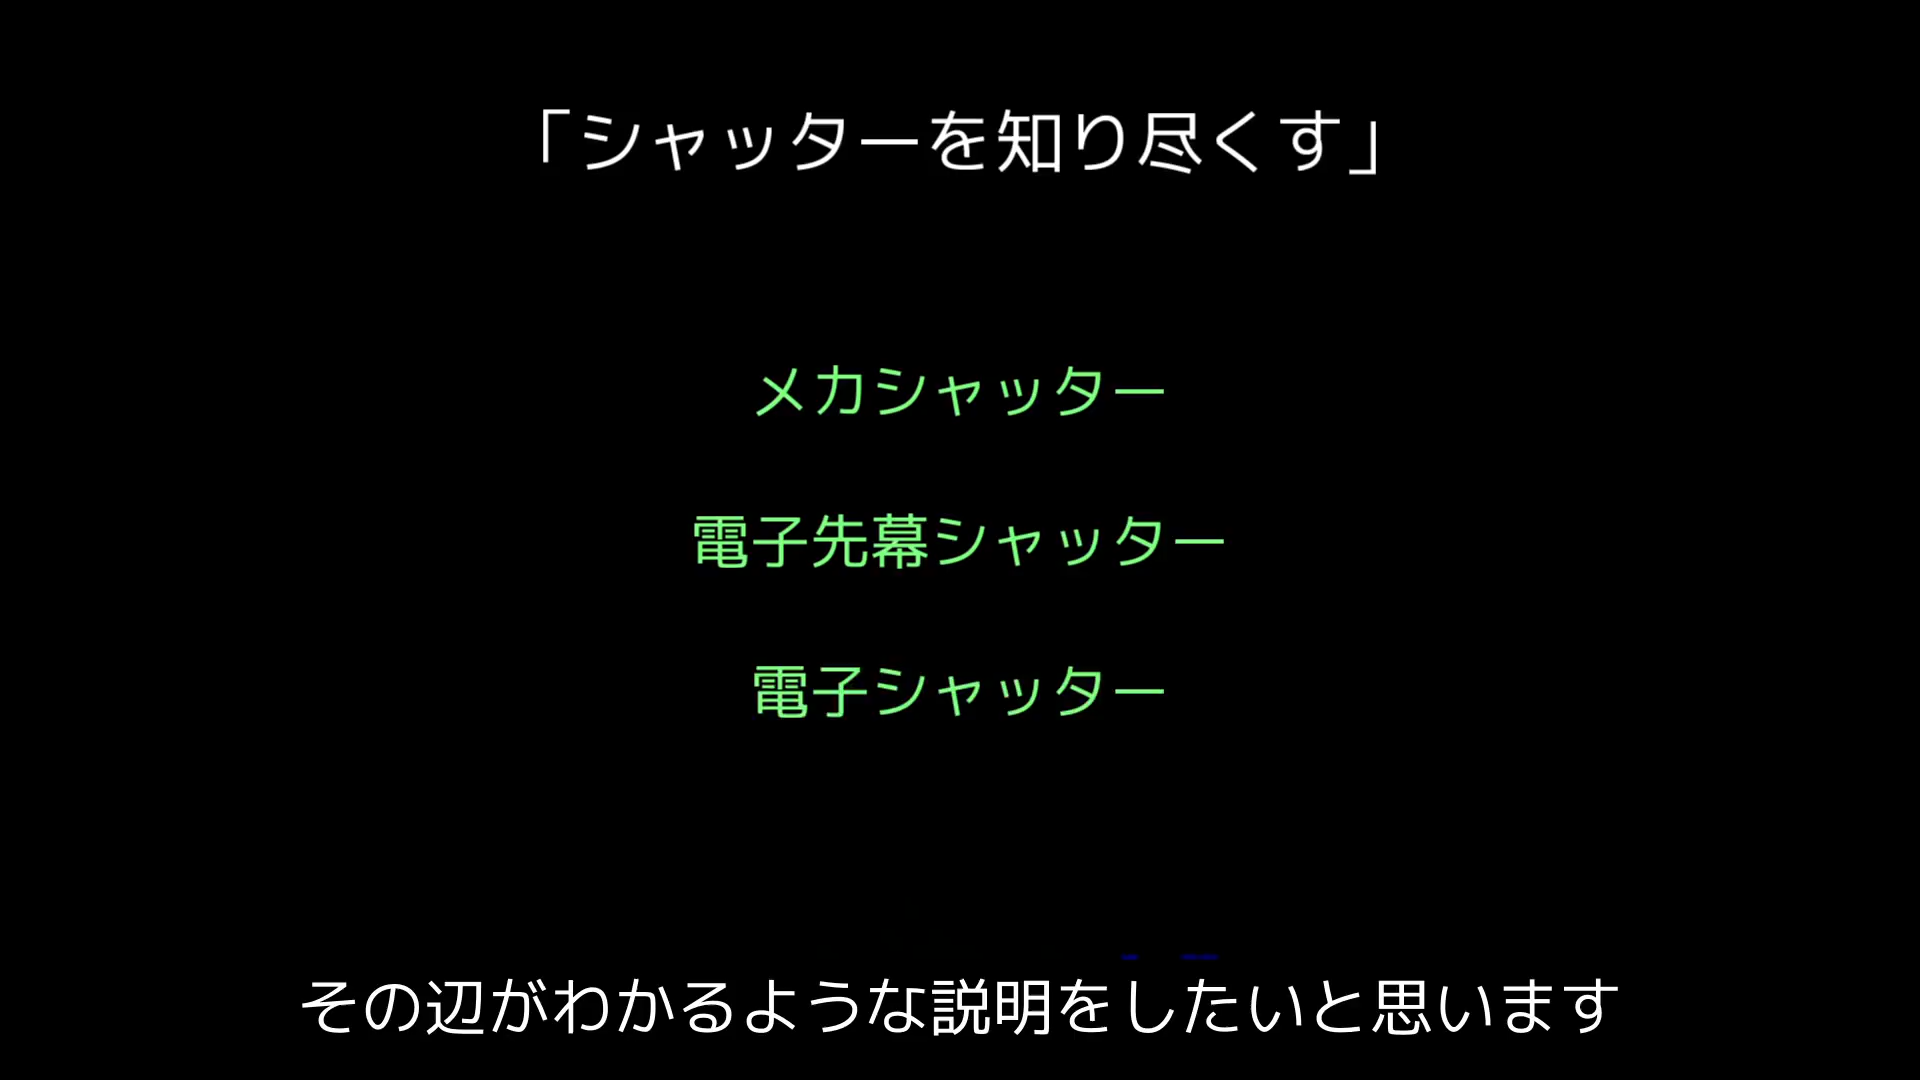 「シャッターを知り尽くす」
メカシャッター
電子先幕シャッター
電子シャッター
その辺がわかるような説明をしたいと思います